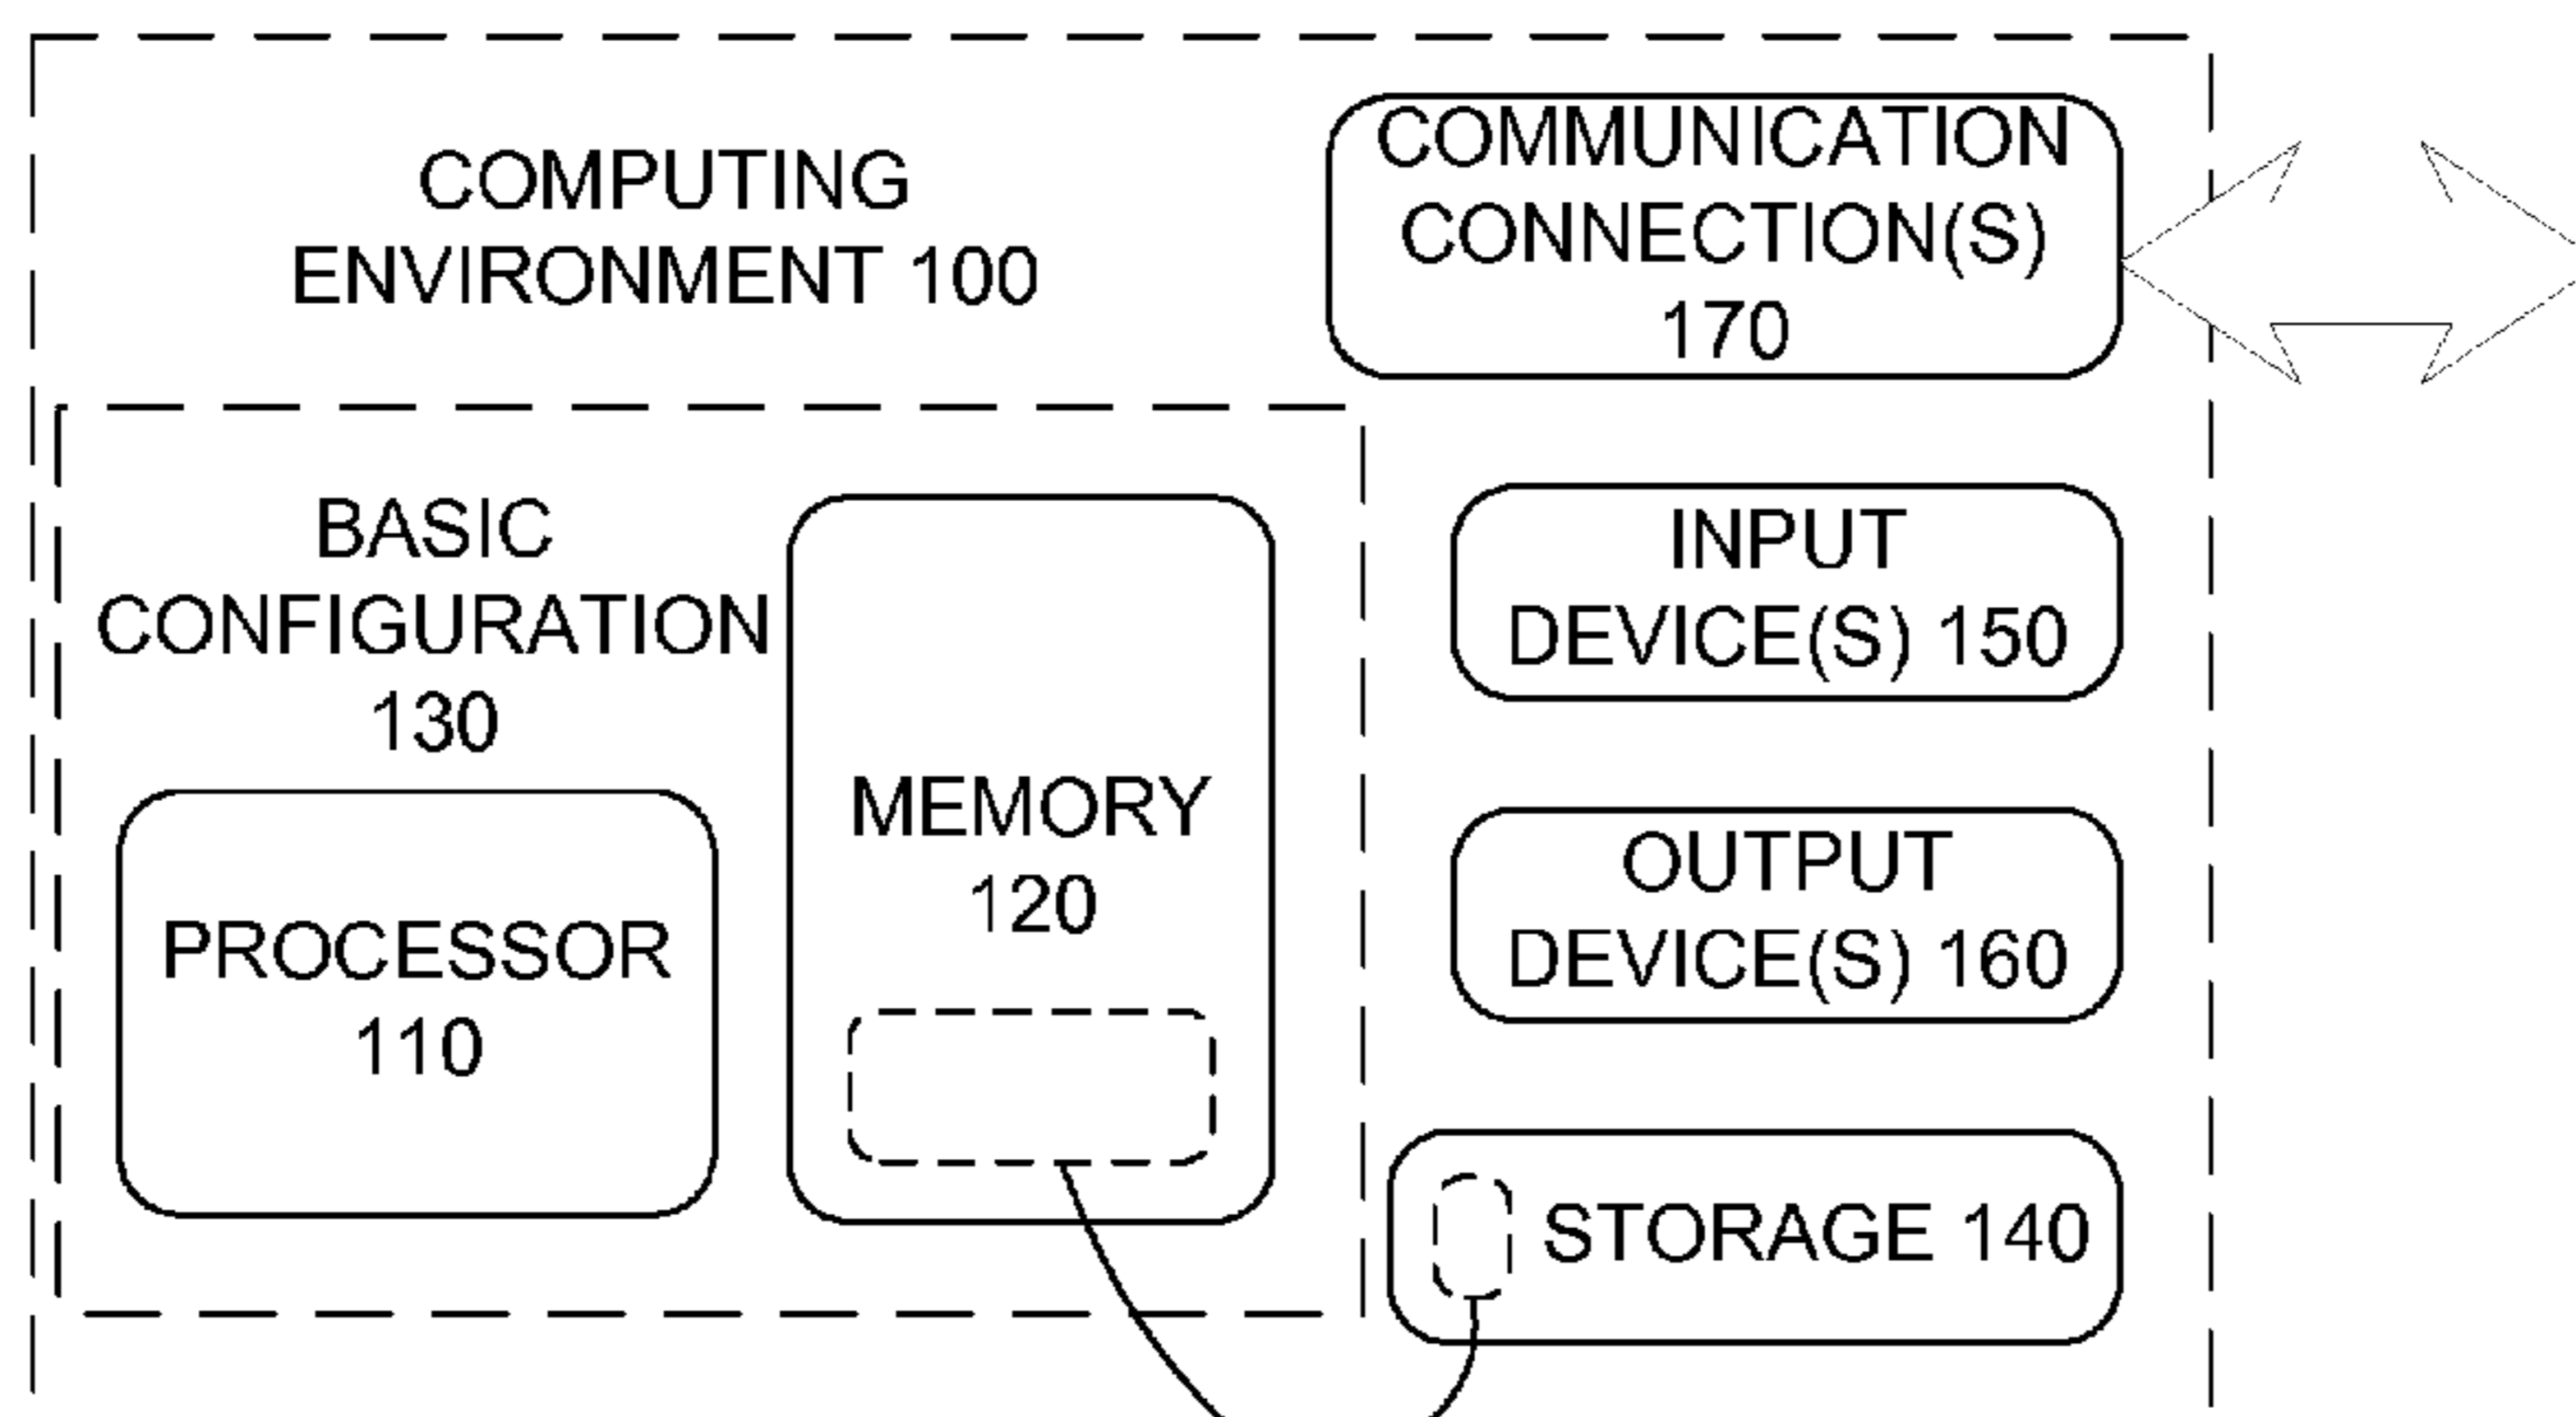 COMPUTING
ENVIRONMENT 100
COMMUNICATION
CONNECTION(S)
170
BASIC
CONFIGURATION
130
PROCESSOR
110
MEMORY
120
INPUT
DEVICE(S) 150
OUTPUT
DEVICE(S) 160
STORAGE 140